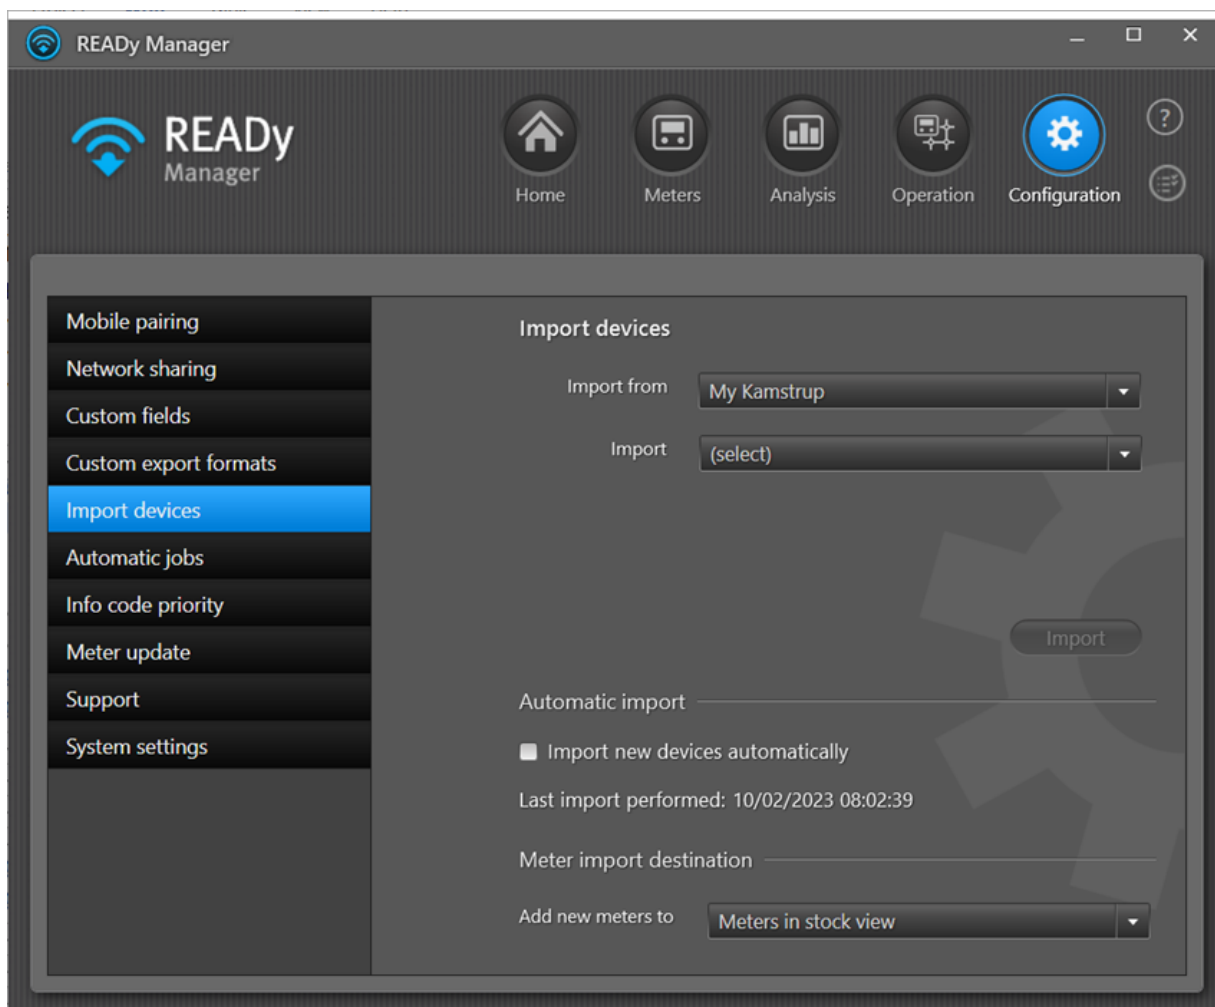 READy Manager
READy
Manager
Home
Meters
Analysis
Operation
Configuration
?
Mobile pairing
Network sharing
Custom fields
Custom export formats
Import devices
Automatic jobs
Info code priority
Meter update
Support
System settings
Import devices
Import from
My Kamstrup
Import
(select)
Import
Automatic import
Import new devices automatically
Last import performed: 10/02/2023 08:02:39
Meter import destination
Add new meters to
Meters in stock view